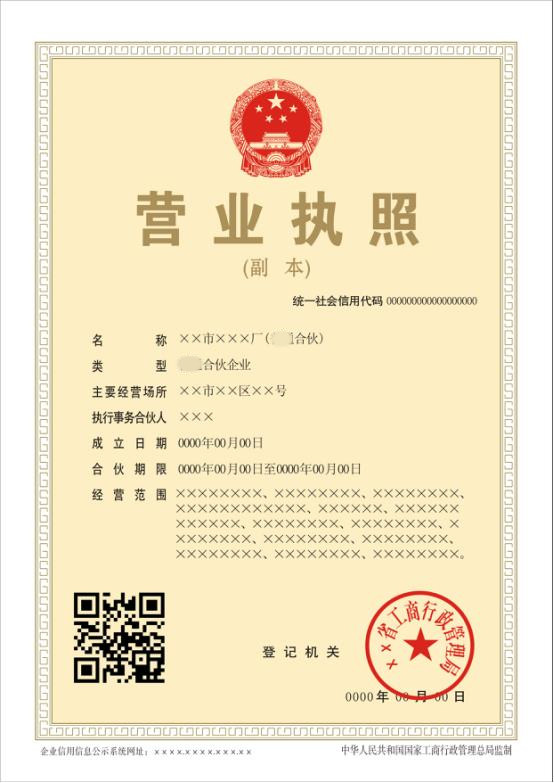 营业执照
(副 本)
统一社会信用代码 000000000000000000
名 称 ××市×××厂( 合伙)
类 型 合伙企业
主要经营场所 ××市××区××号
执行事务合伙人 ×××
成立日期 0000年00月00日
合伙期限 0000年00月00日至0000年00月00日
经营范围 ××××××××、××××××××、××××××××、
××××××××××××、××××××、××××××
××××××、××××××××、××××××××、×
×××××××、××××××××、××××××××、
××××××××、××××××××、××××××××。
××省工商行政管理局
登记机关
0000年 00 月 00 日
企业信用信息公示系统网址：××××.××××.×××.××
中华人民共和国国家工商行政管理总局监制